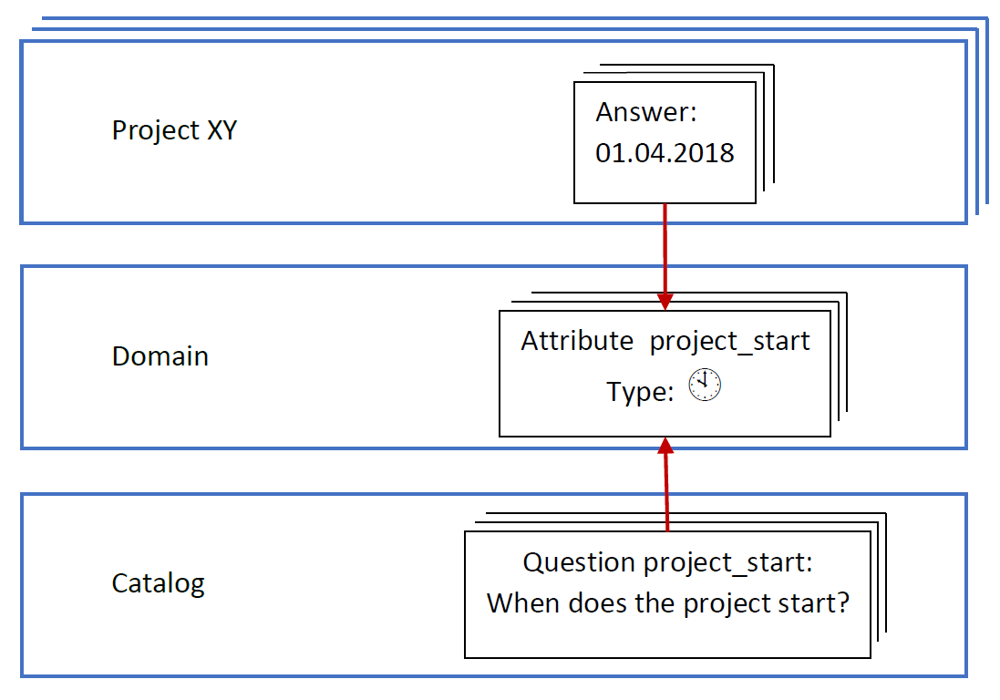 Project XY
Answer:
01.04.2018
Domain
Attribute project_start
Type:
Catalog
Question project_start:
When does the project start?